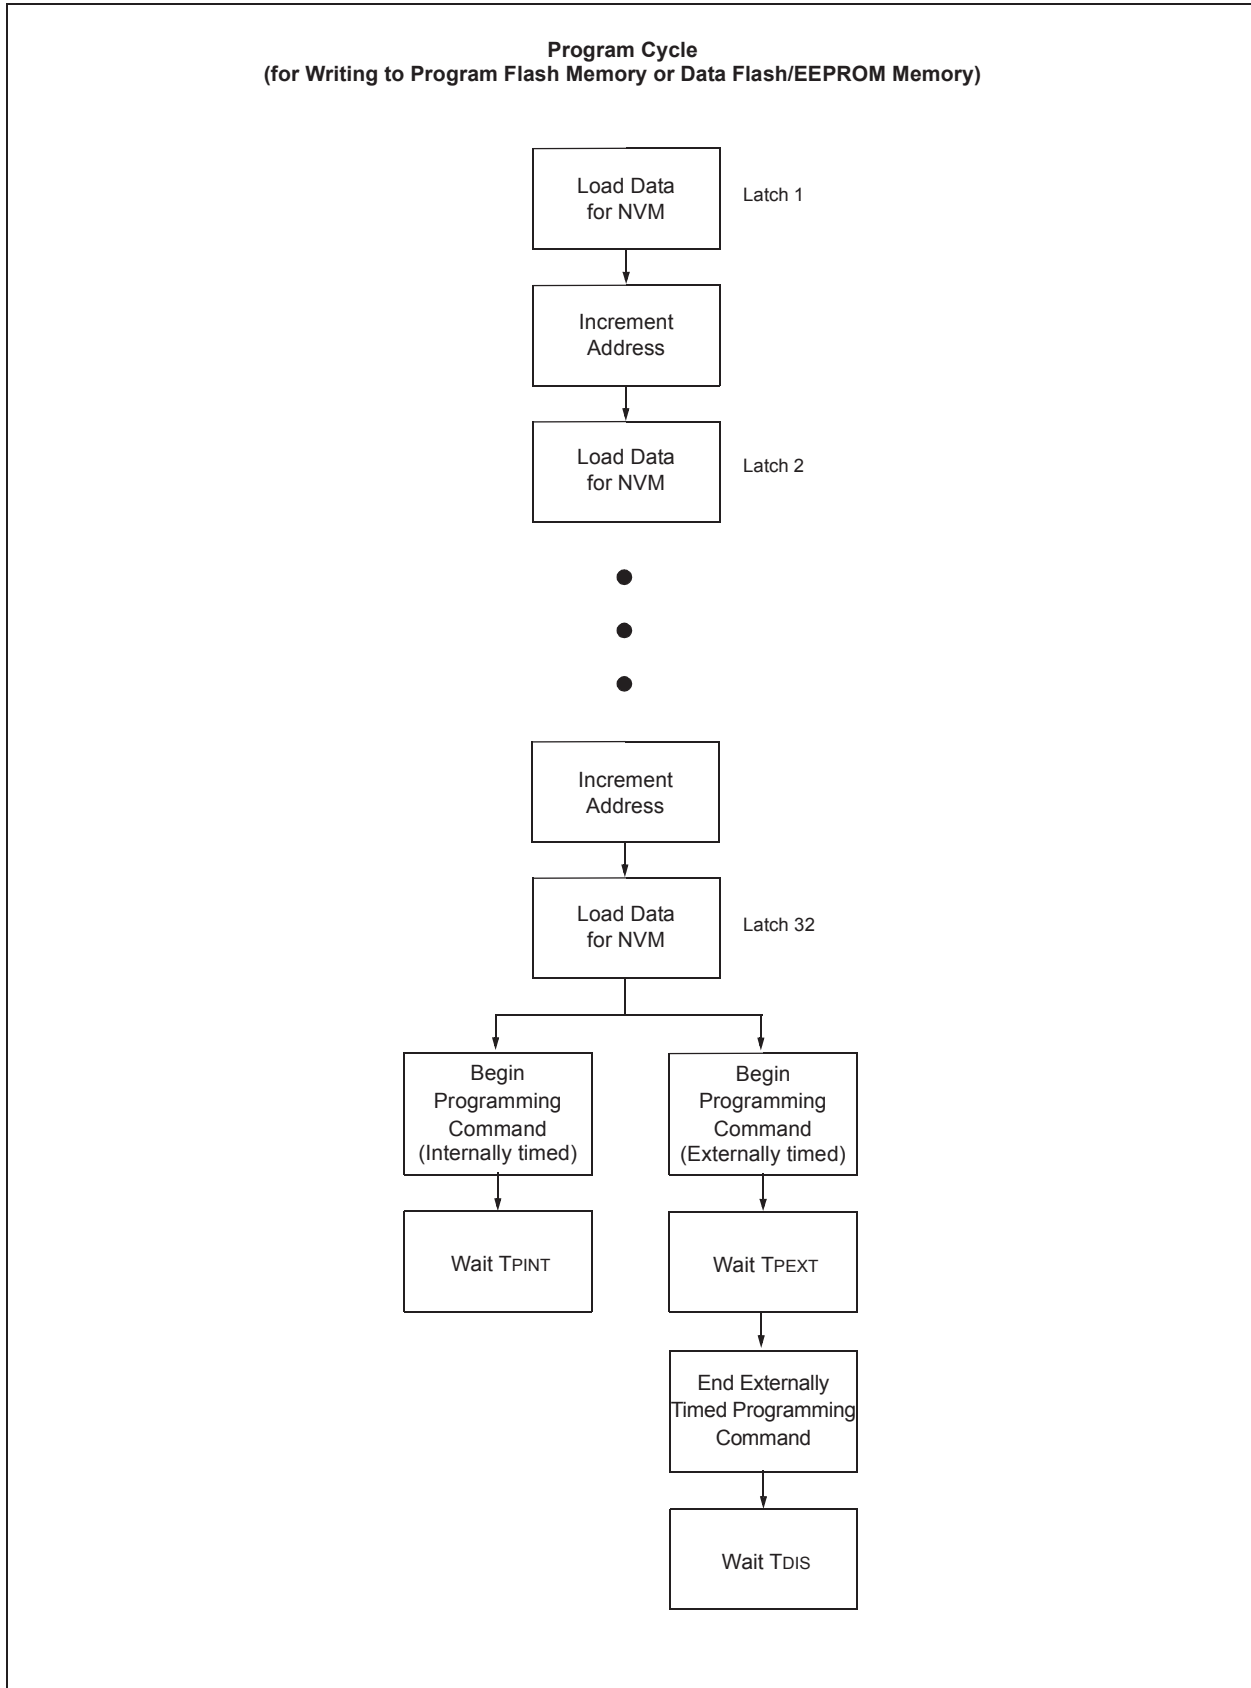 Program Cycle
(for Writing to Program Flash Memory or Data Flash/EEPROM Memory)
Load Data
for NVM
Latch 1
Increment
Address
Load Data
for NVM
Latch 2
Increment
Address
Load Data
for NVM
Latch 32
Begin
Programming
Command
(Internally timed)
Begin
Programming
Command
(Externally timed)
Wait TPINT
Wait TPEXT
End Externally
Timed Programming
Command
Wait TDIS